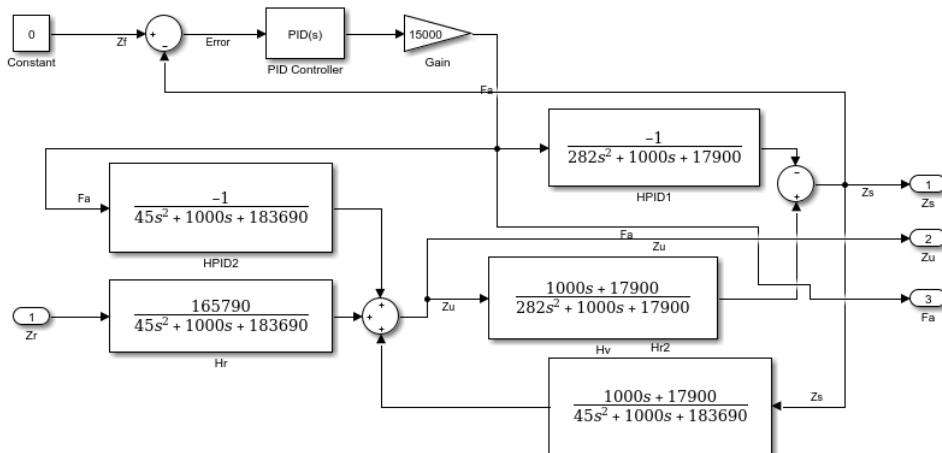 0
Constant
Zf
+
−
Error
PID(s)
PID Controller
15000
Gain
Fa
−1
282s² + 1000s + 17900
HPID1
−
+
Zs
1
Zs
Fa
−1
45s² + 1000s + 183690
HPID2
Fa
Zu
2
Zu
1
Zr
165790
45s² + 1000s + 183690
Hr
+
+
+
Zu
1000s + 17900
282s² + 1000s + 17900
Hv
Hr2
3
Fa
1000s + 17900
45s² + 1000s + 183690
Zs